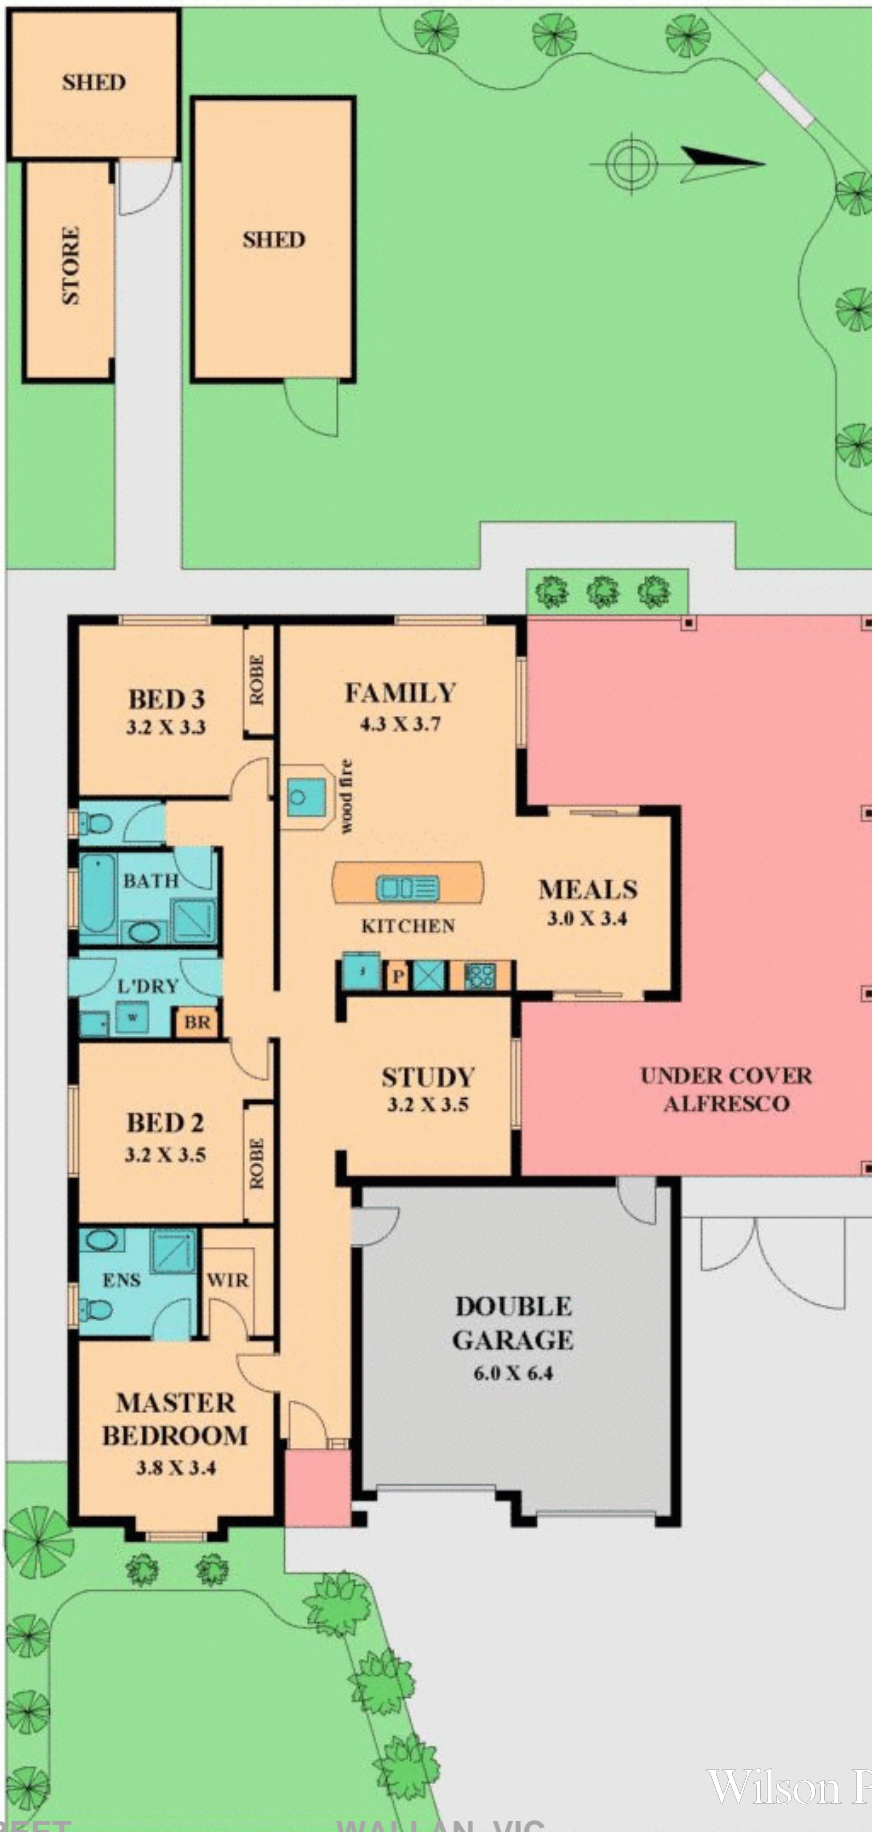 SHED
SHED
STORE
BED 3
3.2 X 3.3
ROBE
FAMILY
4.3 X 3.7
wood fire
BATH
KITCHEN
MEALS
3.0 X 3.4
P
L'DRY
W
BR
STUDY
3.2 X 3.5
UNDER COVER
ALFRESCO
BED 2
3.2 X 3.5
ROBE
ENS
WIR
DOUBLE
GARAGE
6.0 X 6.4
MASTER
BEDROOM
3.8 X 3.4
Wilson P
WALLAN, VIC